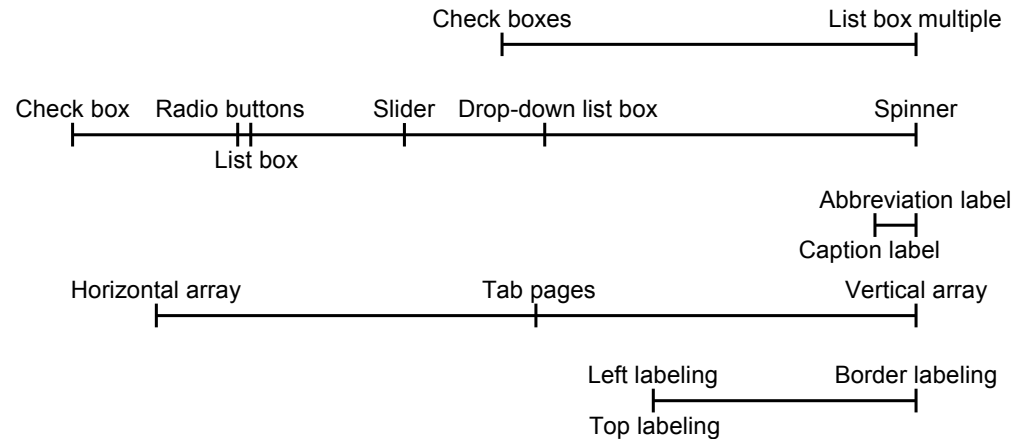 Check boxes List box multiple
Check box Radio buttons Slider Drop-down list box Spinner
List box
Abbreviation label
Caption label
Horizontal array Tab pages Vertical array
Left labeling Border labeling
Top labeling